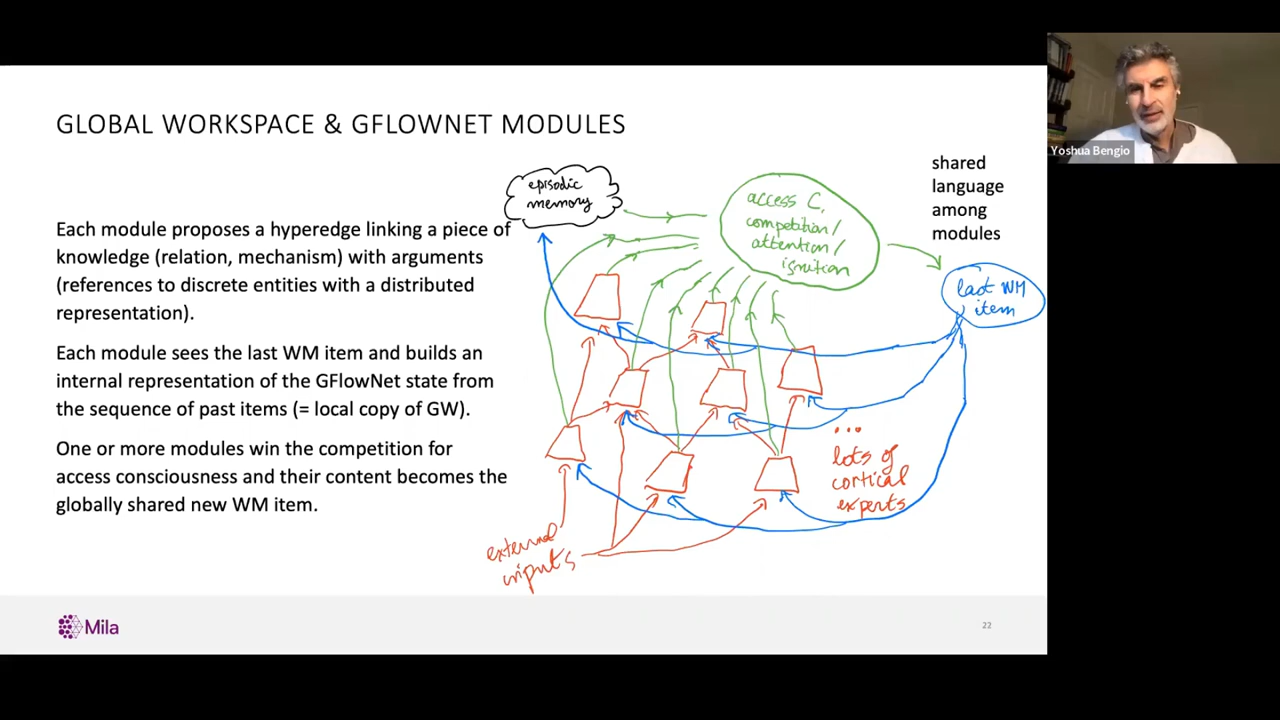 GLOBAL WORKSPACE & GFLOWNET MODULES
Yoshua Bengio
Each module proposes a hyperedge linking a piece of
knowledge (relation, mechanism) with arguments
(references to discrete entities with a distributed
representation).
Each module sees the last WM item and builds an
internal representation of the GFlowNet state from
the sequence of past items (= local copy of GW).
One or more modules win the competition for
access consciousness and their content becomes the
globally shared new WM item.
episodic
memory
access C,
competition/
attention/
ignition
shared
language
among
modules
last WM
item
...
lots of
cortical
experts
external
inputs
Mila
22